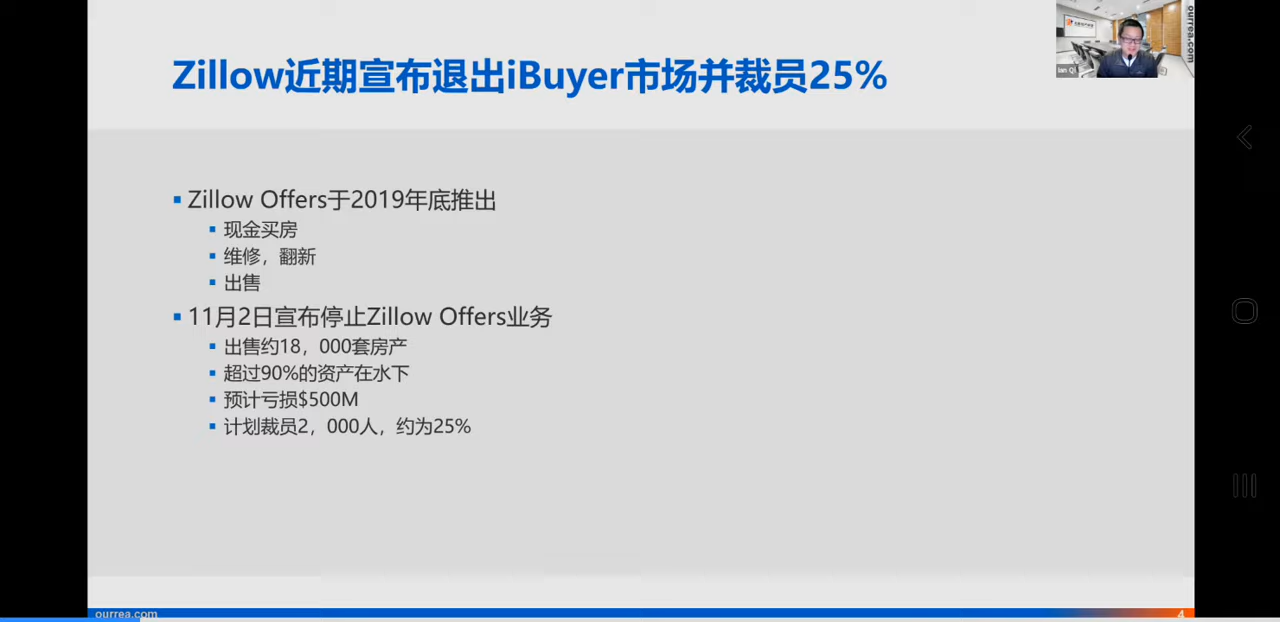 Zillow近期宣布退出iBuyer市场并裁员25%
ourrea.com
Ian Qi
Zillow Offers于2019年底推出
现金买房
维修，翻新
出售
11月2日宣布停止Zillow Offers业务
出售约18，000套房产
超过90%的资产在水下
预计亏损$500M
计划裁员2，000人，约为25%
ourrea.com
4